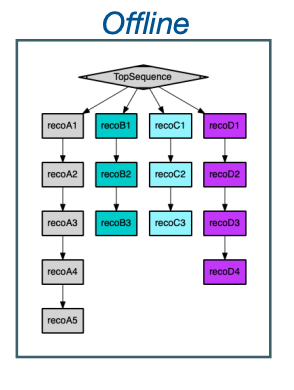 Offline
TopSequence
recoA1 recoB1 recoC1 recoD1
recoA2 recoB2 recoC2 recoD2
recoA3 recoB3 recoC3 recoD3
recoA4 recoD4
recoA5